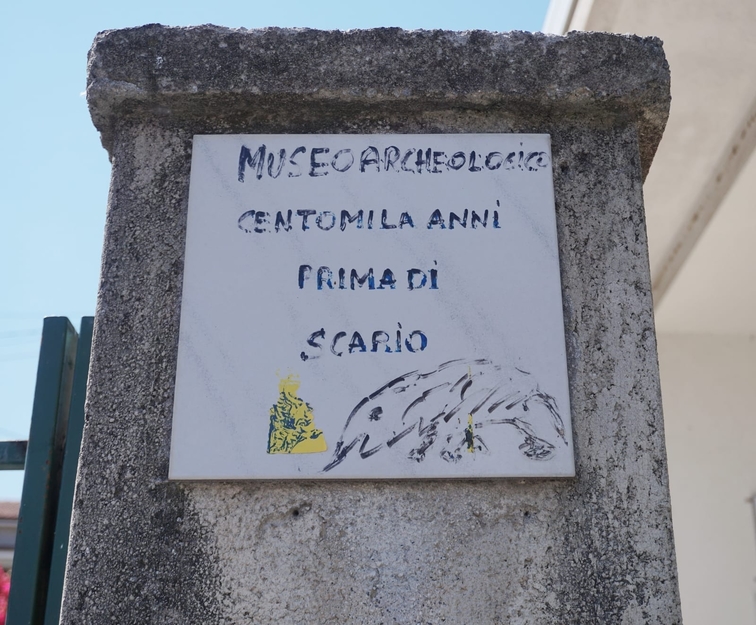 MUSEO ARCHEOLOGICO
CENTOMILA ANNI
PRIMA DI
SCARIO